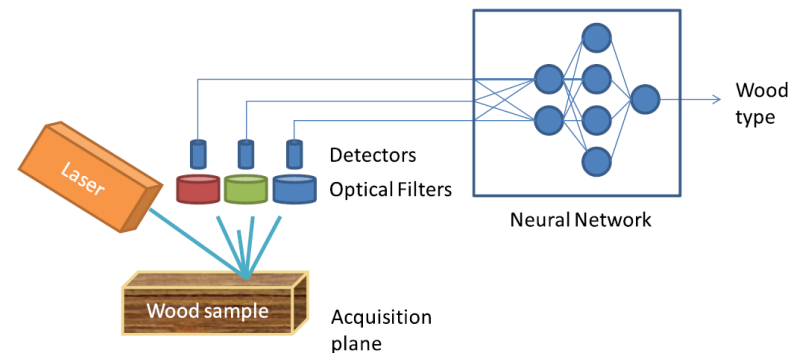 Wood
type
Detectors
Laser
Optical Filters
Neural Network
Wood sample
Acquisition
plane